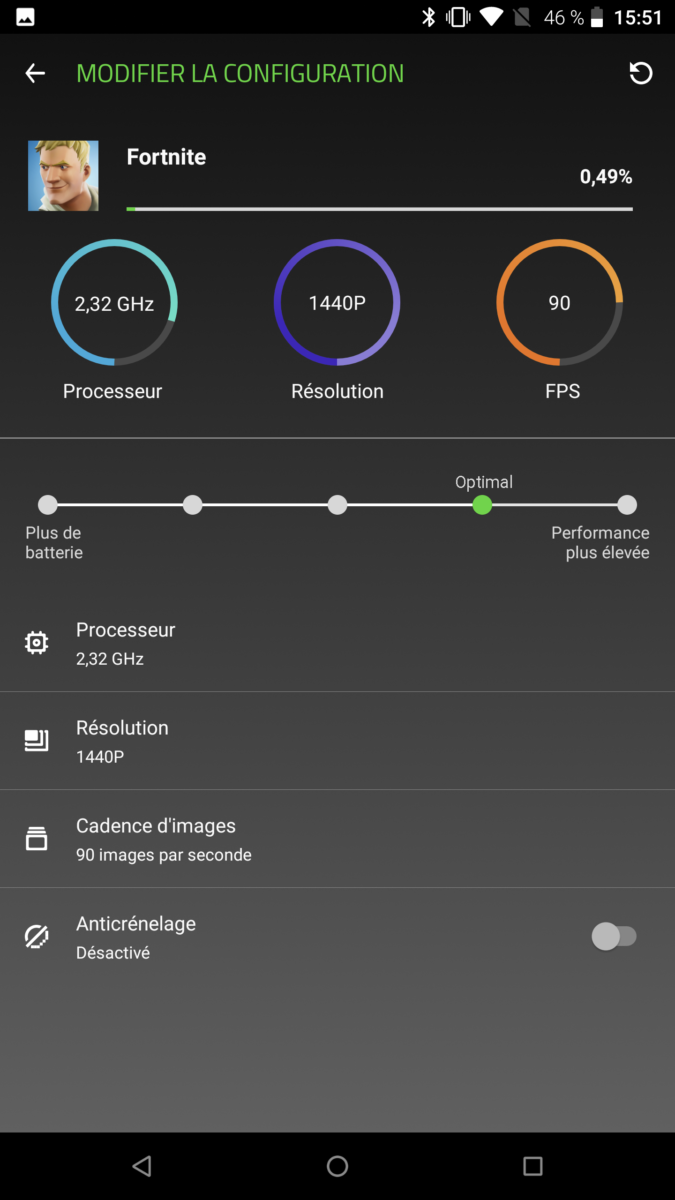 46 % 15:51
MODIFIER LA CONFIGURATION
Fortnite
0,49%
2,32 GHz
1440P
90
Processeur
Résolution
FPS
Optimal
Plus de
batterie
Performance
plus élevée
Processeur
2,32 GHz
Résolution
1440P
Cadence d'images
90 images par seconde
Anticrénelage
Désactivé